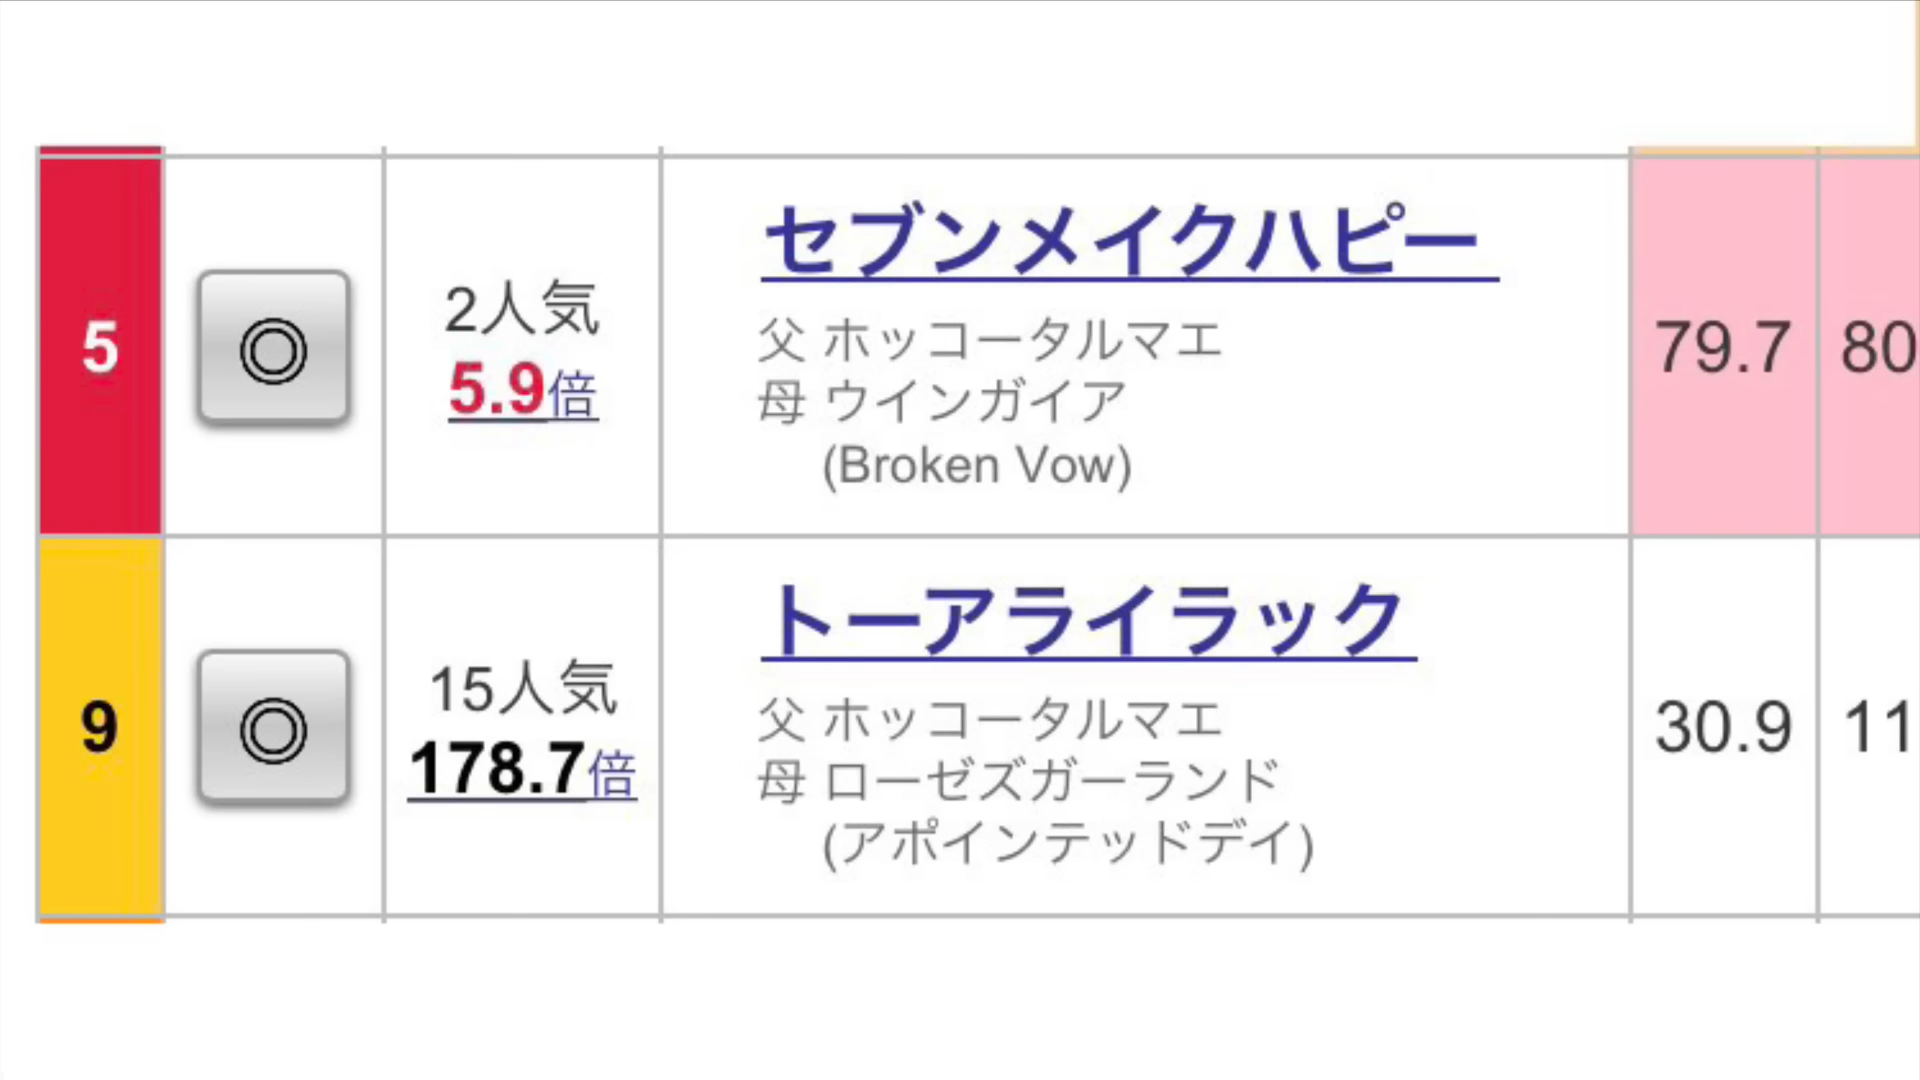 5
◎
2人気
5.9倍
セブンメイクハピー
父 ホッコータルマエ
母 ウインガイア
(Broken Vow)
79.7
80
9
◎
15人気
178.7倍
トーアライラック
父 ホッコータルマエ
母 ローゼズガーランド
(アポインテッドデイ)
30.9
11